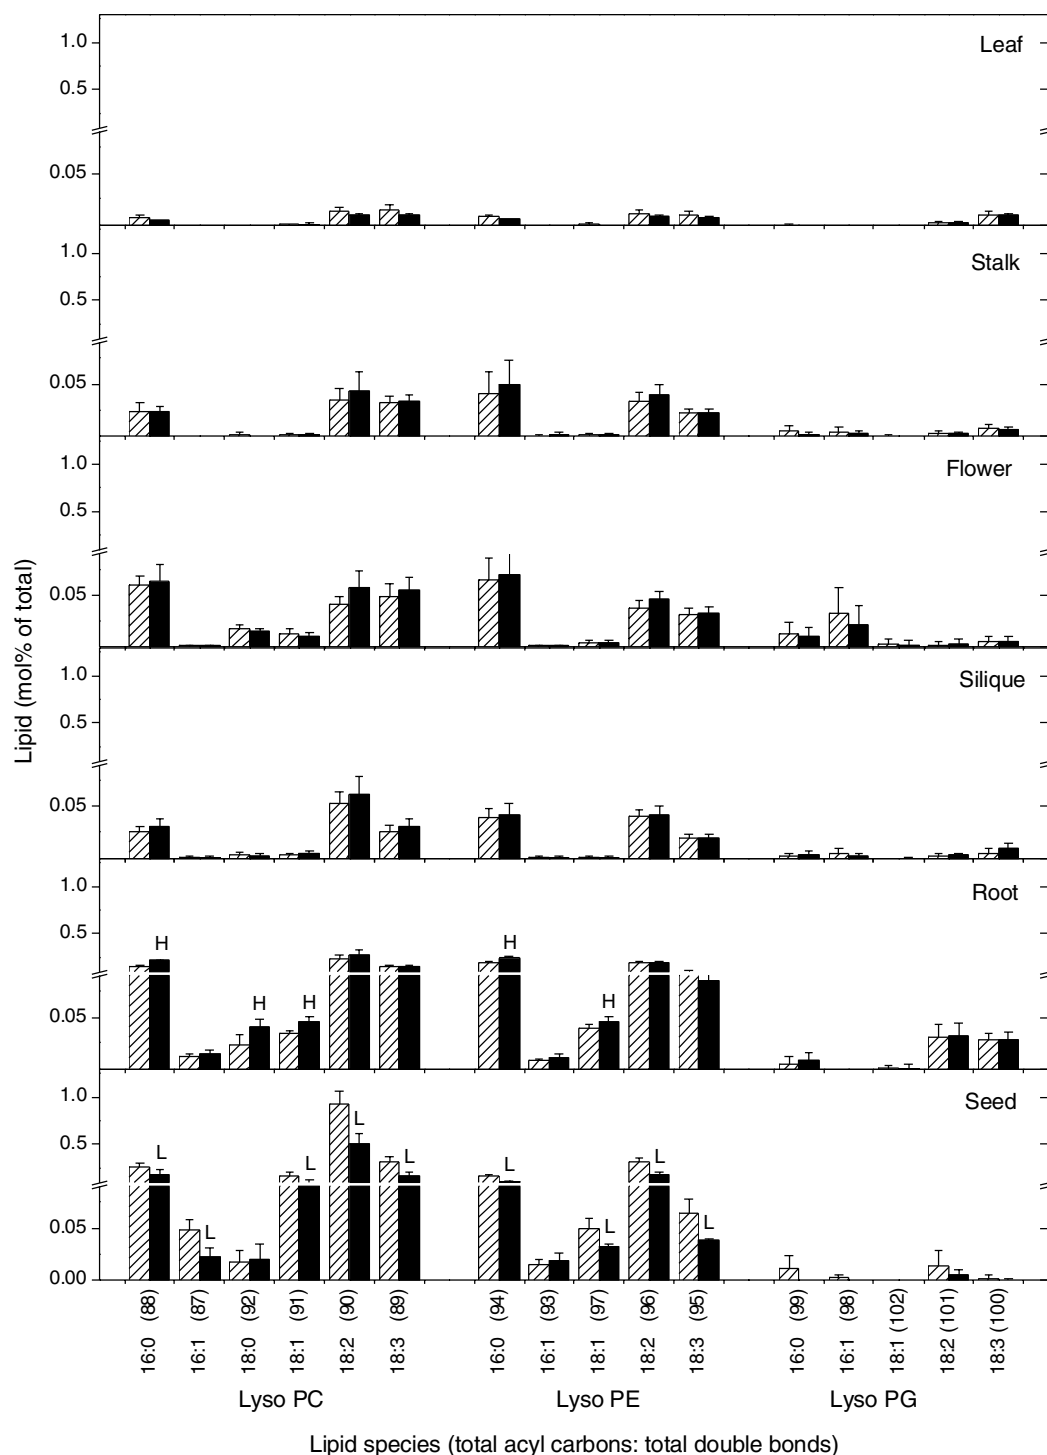 Lipid (mol% of total)
1.0
Leaf
0.5
0.05
1.0
Stalk
0.5
0.05
1.0
Flower
0.5
0.05
1.0
Silique
0.5
0.05
1.0
Root
0.5
H H
0.05
H H H
1.0
Seed
0.5
L L L L L L
0.05
L L L
0.00
16:0 (88)
16:1 (87)
18:0 (92)
18:1 (91)
18:2 (90)
18:3 (89)
16:0 (94)
16:1 (93)
18:1 (97)
18:2 (96)
18:3 (95)
16:0 (99)
16:1 (98)
18:1 (102)
18:2 (101)
18:3 (100)
Lyso PC Lyso PE Lyso PG
Lipid species (total acyl carbons: total double bonds)